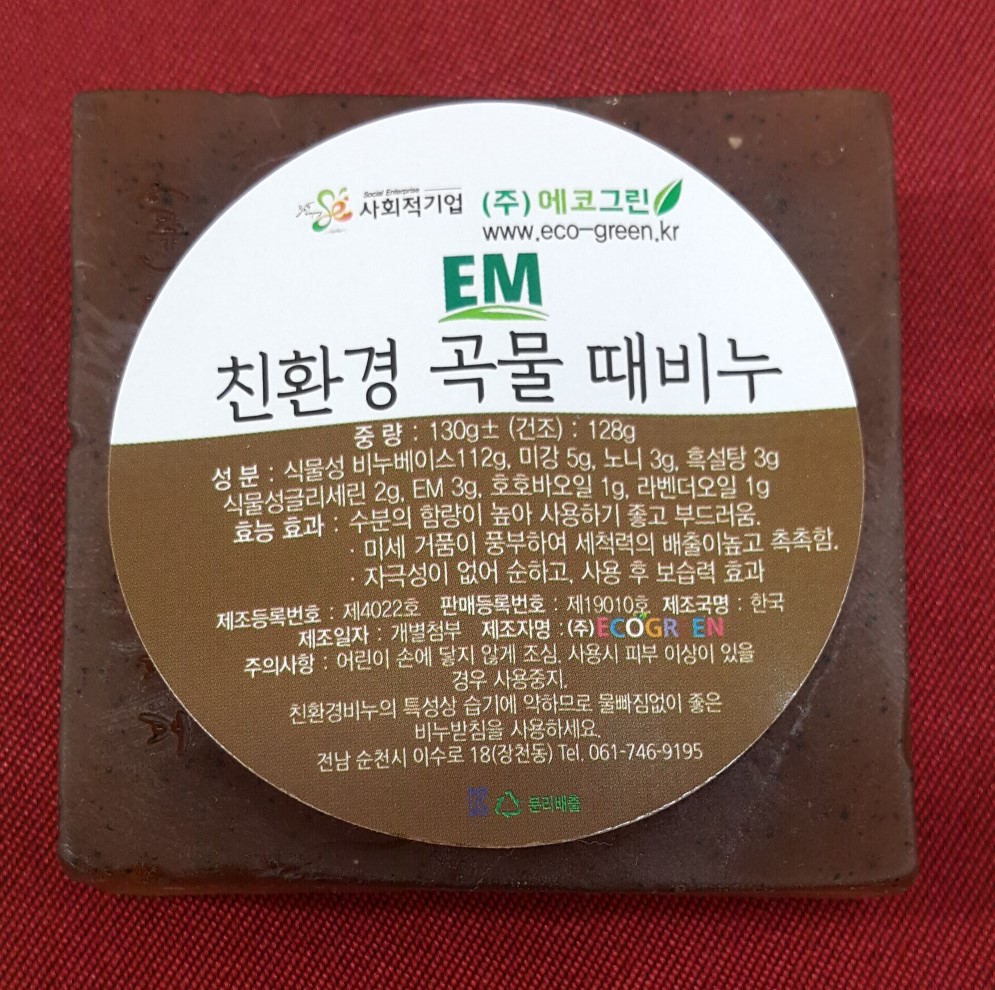 Social Enterprise
사회적기업 (주)에코그린
www.eco-green.kr
EM
친환경 곡물 때비누
중 량 : 130g± (건조) : 128g
성 분 : 식물성 비누베이스112g, 미강 5g, 노니 3g, 흑설탕 3g
식물성글리세린 2g, EM 3g, 호호바오일 1g, 라벤더오일 1g
효능 효과 : 수분의 함량이 높아 사용하기 좋고 부드러움.
· 미세 거품이 풍부하여 세척력의 배출이높고 촉촉함.
· 자극성이 없어 순하고, 사용 후 보습력 효과
제조등록번호 : 제4022호 판매등록번호 : 제19010호 제조국명 : 한국
제조일자 : 개별첨부 제조자명 : (주)ECOGR EN
주의사항 : 어린이 손에 닿지 않게 조심. 사용시 피부 이상이 있을
경우 사용중지.
친환경비누의 특성상 습기에 약하므로 물빠짐없이 좋은
비누받침을 사용하세요.
전남 순천시 이수로 18(장천동) Tel. 061-746-9195
분리배출